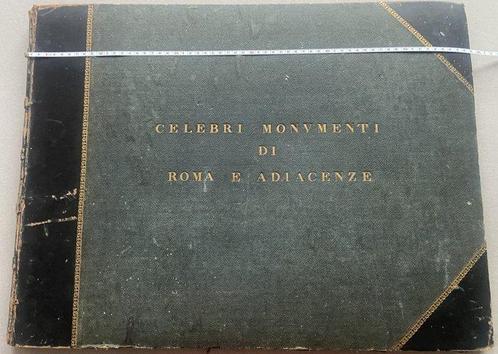 CELEBRI MONVMENTI
DI
ROMA E ADIACENZE